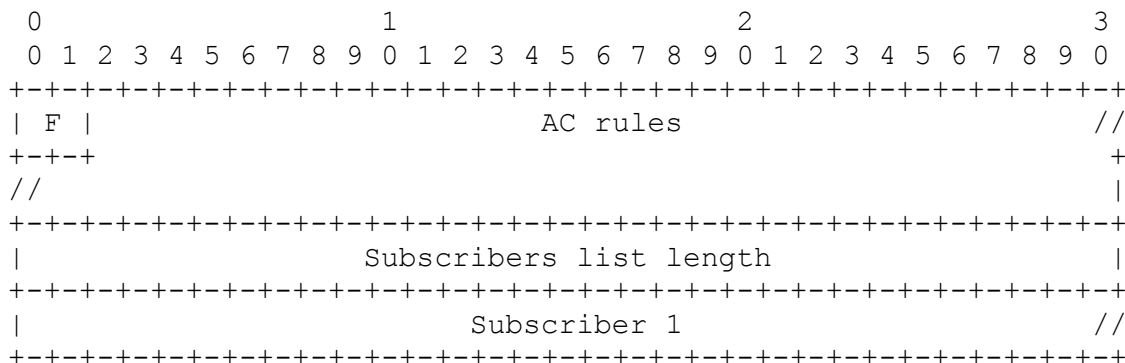 0                   1                   2                   3
 0 1 2 3 4 5 6 7 8 9 0 1 2 3 4 5 6 7 8 9 0 1 2 3 4 5 6 7 8 9 0
+-+-+-+-+-+-+-+-+-+-+-+-+-+-+-+-+-+-+-+-+-+-+-+-+-+-+-+-+-+-+-+
| F |                         AC rules                       //
+-+-+                                                         +
//                                                            |
+-+-+-+-+-+-+-+-+-+-+-+-+-+-+-+-+-+-+-+-+-+-+-+-+-+-+-+-+-+-+-+
|                   Subscribers list length                   |
+-+-+-+-+-+-+-+-+-+-+-+-+-+-+-+-+-+-+-+-+-+-+-+-+-+-+-+-+-+-+-+
|                         Subscriber 1                       //
+-+-+-+-+-+-+-+-+-+-+-+-+-+-+-+-+-+-+-+-+-+-+-+-+-+-+-+-+-+-+-+